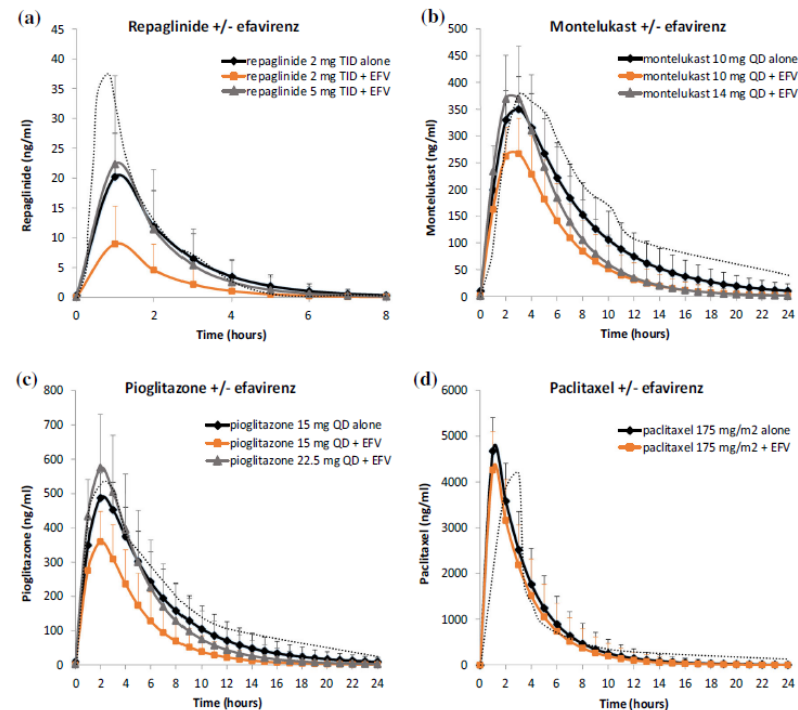 (a) Repaglinide +/- efavirenz
45
40
35
30
25
20
15
10
5
0
Repaglinide (ng/ml)
repaglinide 2 mg TID alone
repaglinide 2 mg TID + EFV
repaglinide 5 mg TID + EFV
0 2 4 6 8
Time (hours)
(b) Montelukast +/- efavirenz
500
450
400
350
300
250
200
150
100
50
0
Montelukast (ng/ml)
montelukast 10 mg QD alone
montelukast 10 mg QD + EFV
montelukast 14 mg QD + EFV
0 2 4 6 8 10 12 14 16 18 20 22 24
Time (hours)
(c) Pioglitazone +/- efavirenz
800
700
600
500
400
300
200
100
0
Pioglitazone (ng/ml)
pioglitazone 15 mg QD alone
pioglitazone 15 mg QD + EFV
pioglitazone 22.5 mg QD + EFV
0 2 4 6 8 10 12 14 16 18 20 22 24
Time (hours)
(d) Paclitaxel +/- efavirenz
6000
5000
4000
3000
2000
1000
0
Paclitaxel (ng/ml)
paclitaxel 175 mg/m2 alone
paclitaxel 175 mg/m2 + EFV
0 2 4 6 8 10 12 14 16 18 20 22 24
Time (hours)